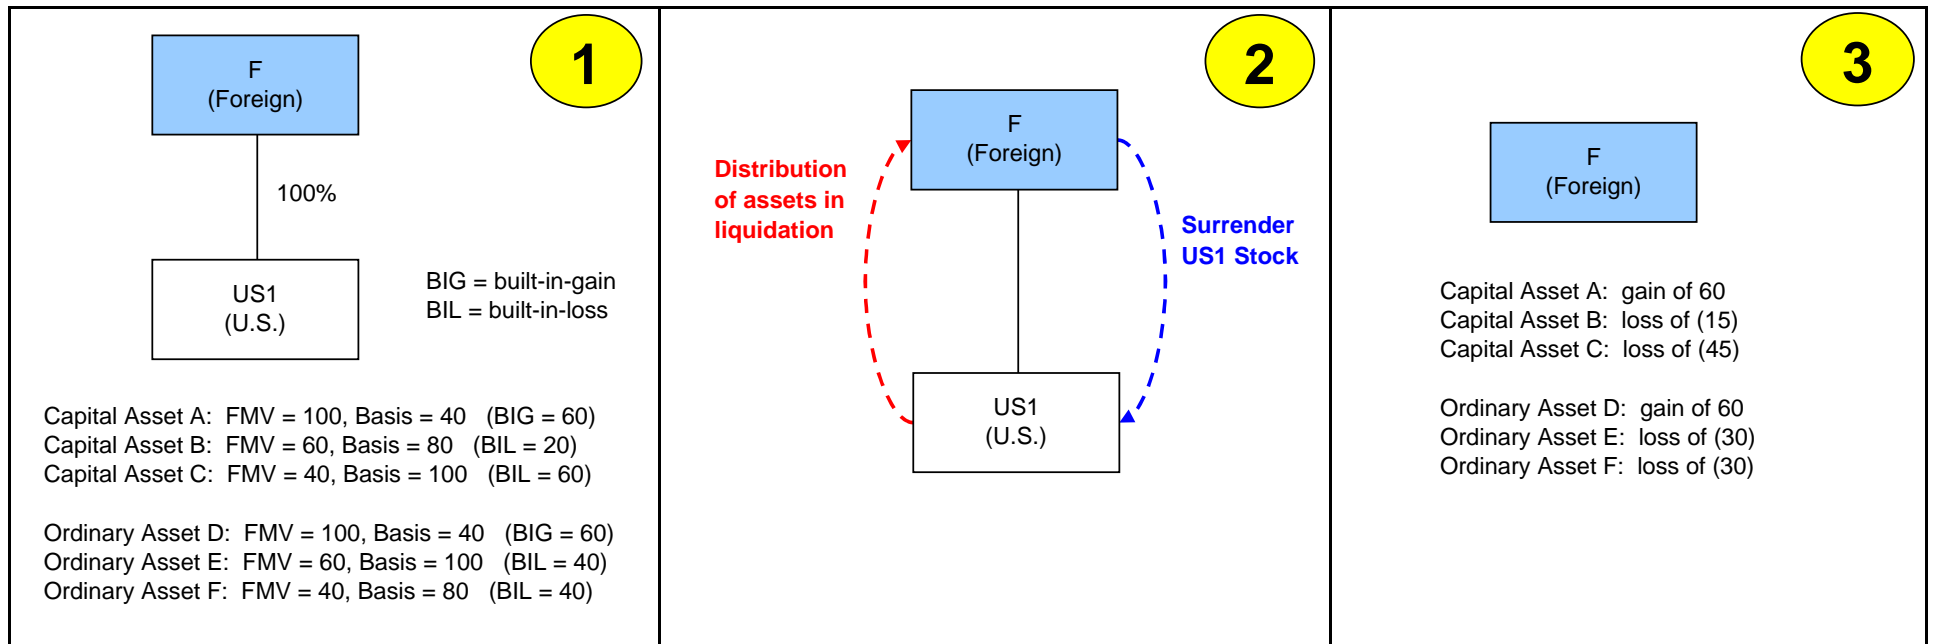 1
F
(Foreign)
100%
US1
(U.S.)
BIG = built-in-gain
BIL = built-in-loss
Capital Asset A: FMV = 100, Basis = 40 (BIG = 60)
Capital Asset B: FMV = 60, Basis = 80 (BIL = 20)
Capital Asset C: FMV = 40, Basis = 100 (BIL = 60)
Ordinary Asset D: FMV = 100, Basis = 40 (BIG = 60)
Ordinary Asset E: FMV = 60, Basis = 100 (BIL = 40)
Ordinary Asset F: FMV = 40, Basis = 80 (BIL = 40)
2
F
(Foreign)
Distribution
of assets in
liquidation
Surrender
US1 Stock
US1
(U.S.)
3
F
(Foreign)
Capital Asset A: gain of 60
Capital Asset B: loss of (15)
Capital Asset C: loss of (45)
Ordinary Asset D: gain of 60
Ordinary Asset E: loss of (30)
Ordinary Asset F: loss of (30)